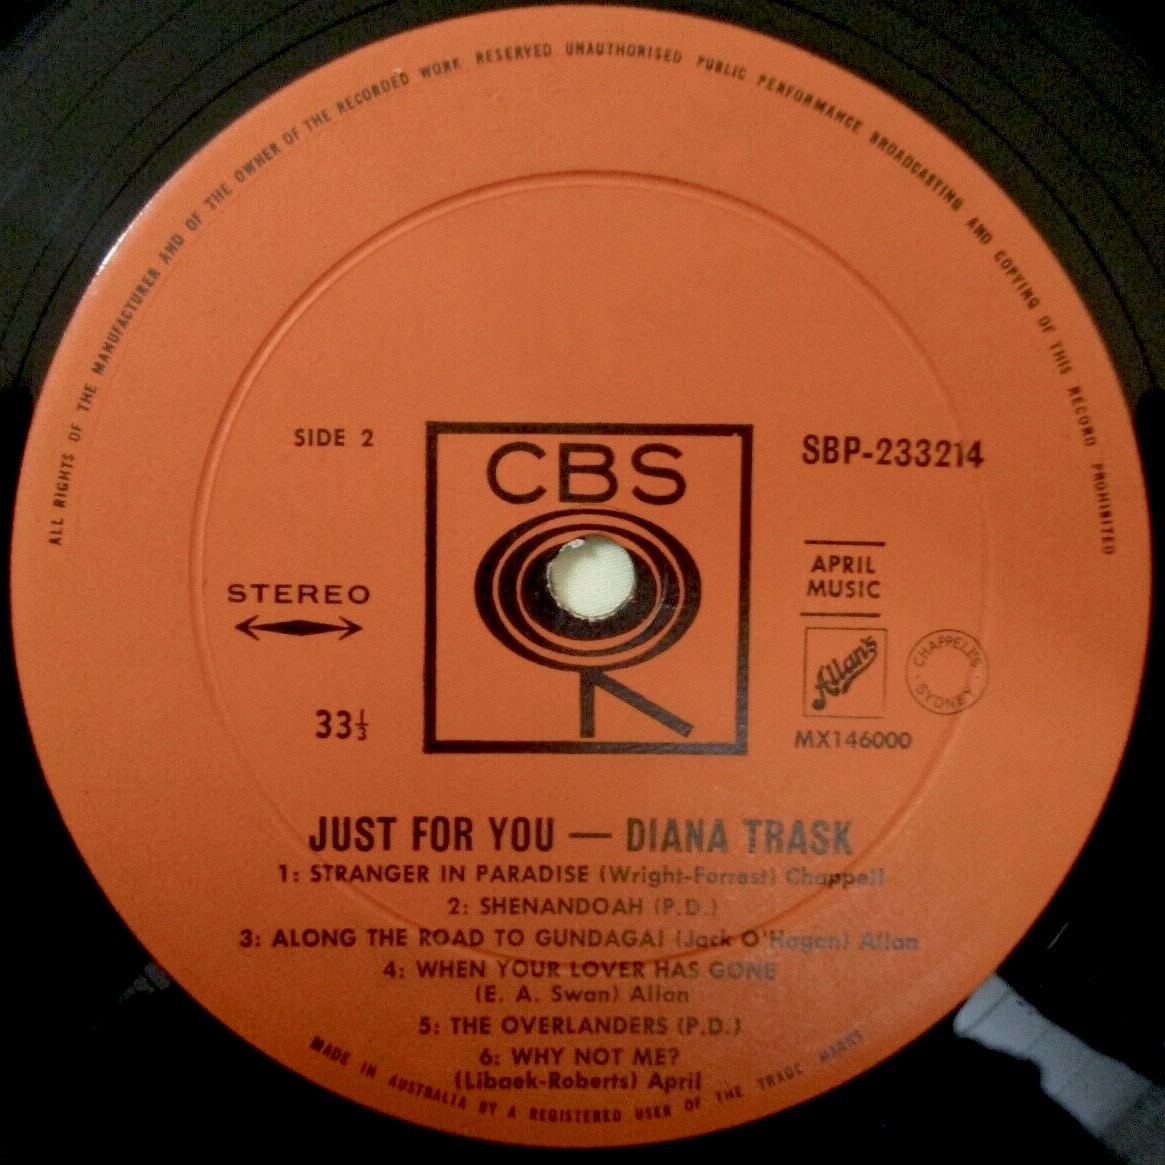 ALL RIGHTS OF THE MANUFACTURER AND OF THE OWNER OF THE RECORDED WORK RESERVED UNAUTHORISED PUBLIC PERFORMANCE BROADCASTING AND COPYING OF THIS RECORD PROHIBITED
SIDE 2
CBS
SBP-233214
STEREO
APRIL
MUSIC
Allan's
CHAPPELL'S
SYDNEY
33⅓
MX146000
JUST FOR YOU — DIANA TRASK
1: STRANGER IN PARADISE (Wright-Forrest) Chappell
2: SHENANDOAH (P.D.)
3: ALONG THE ROAD TO GUNDAGAI (Jack O'Hagen) Allan
4: WHEN YOUR LOVER HAS GONE
(E. A. Swan) Allan
5: THE OVERLANDERS (P.D.)
6: WHY NOT ME?
(Libaek-Roberts) April
MADE IN AUSTRALIA BY A REGISTERED USER OF THE TRADE MARKS